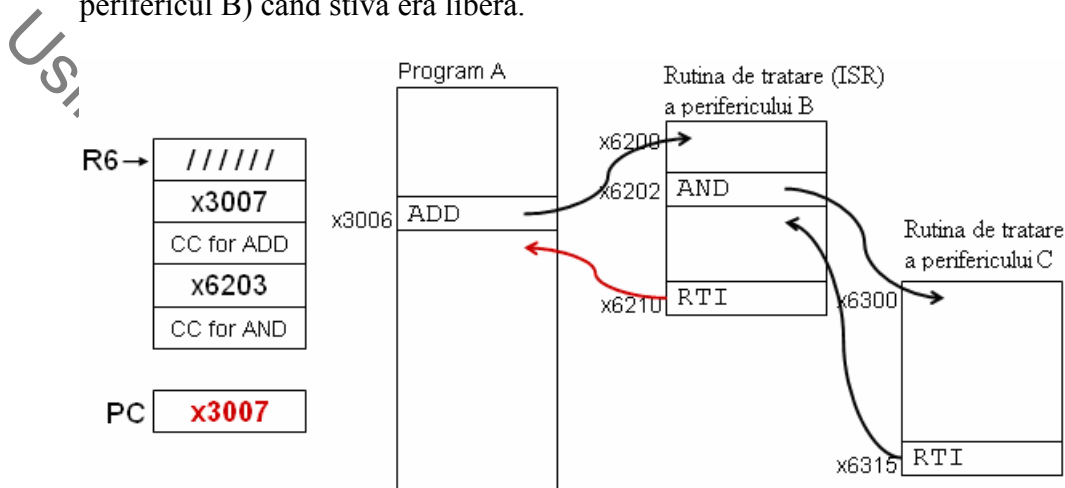 perifericul B) când stiva era liberă.
Program A
Rutina de tratare (ISR)
a perifericului B
R6
//////
x3007
CC for ADD
x6203
CC for AND
PC
x3007
x3006
ADD
x6200
x6202
AND
x6210
RTI
Rutina de tratare
a perifericului C
x6300
x6315
RTI